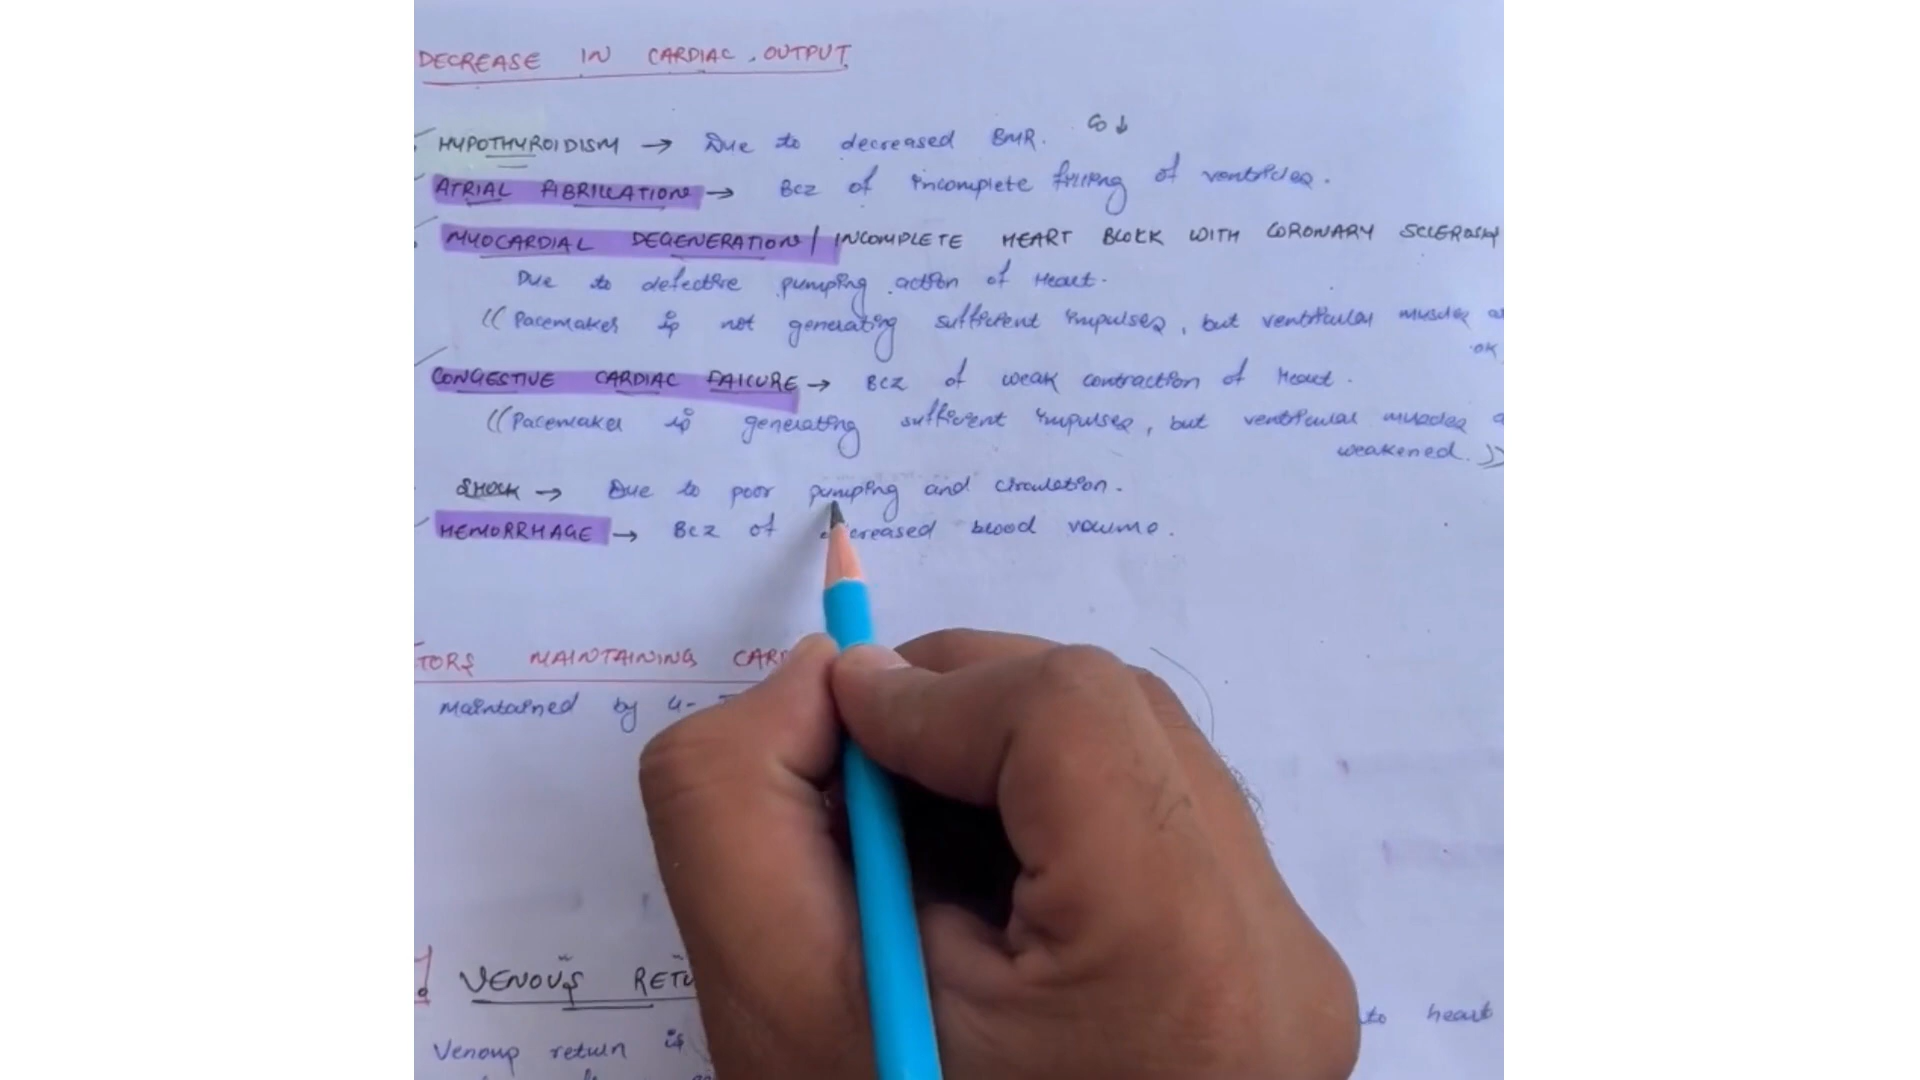 DECREASE IN CARDIAC OUTPUT
HYPOTHYROIDISM → Due to decreased BMR. CO ↓
ATRIAL FIBRILLATION → Bcz of incomplete filling of ventricles.
MYOCARDIAL DEGENERATION / INCOMPLETE HEART BLOCK WITH CORONARY SCLEROSIS
Due to defective pumping action of Heart.
(( Pacemaker is not generating sufficient impulses, but ventricular muscles
OK
CONGESTIVE CARDIAC FAILURE → Bcz of weak contraction of Heart.
((Pacemaker is generating sufficient impulses, but ventricular muscles
weakened. ))
SHOCK → Due to poor pumping and circulation.
HEMORRHAGE → Bcz of decreased blood volume.
TORS MAINTAINING CARD
maintained by 4-
VENOUS RETU
to heart
Venous return is